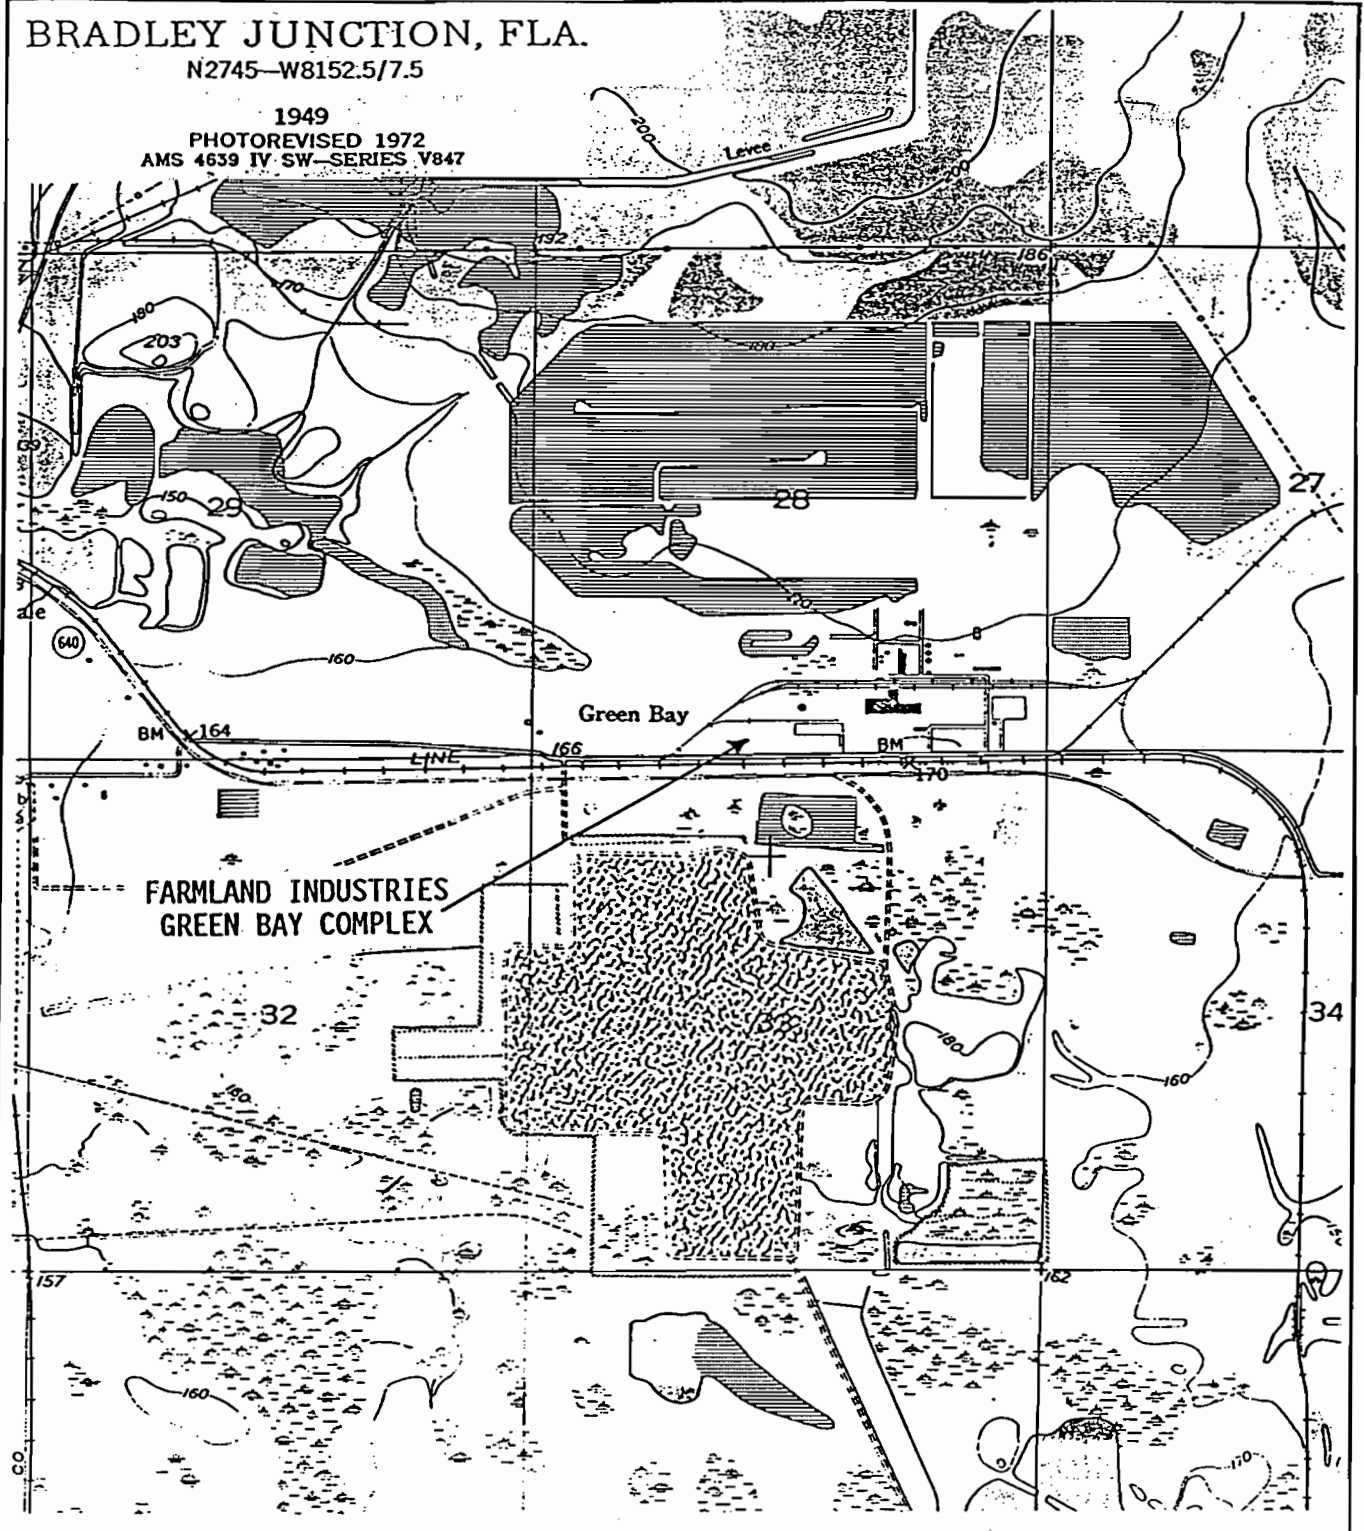 BRADLEY JUNCTION, FLA.
N2745—W8152.5/7.5
1949
PHOTOREVISED 1972
AMS 4639 IV SW—SERIES V847
200
Levee
192
186
170
180
203
180
27
28
150
29
640
160
Green Bay
BM
164
166
LINE
BM
170
FARMLAND INDUSTRIES
GREEN BAY COMPLEX
32
34
180
160
160
157
162
160
170
CO.